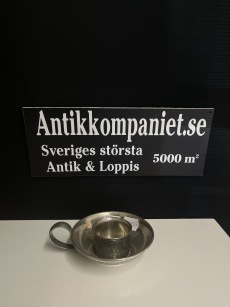 Antikkompaniet.se
Sveriges största
Antik & Loppis
5000 m²